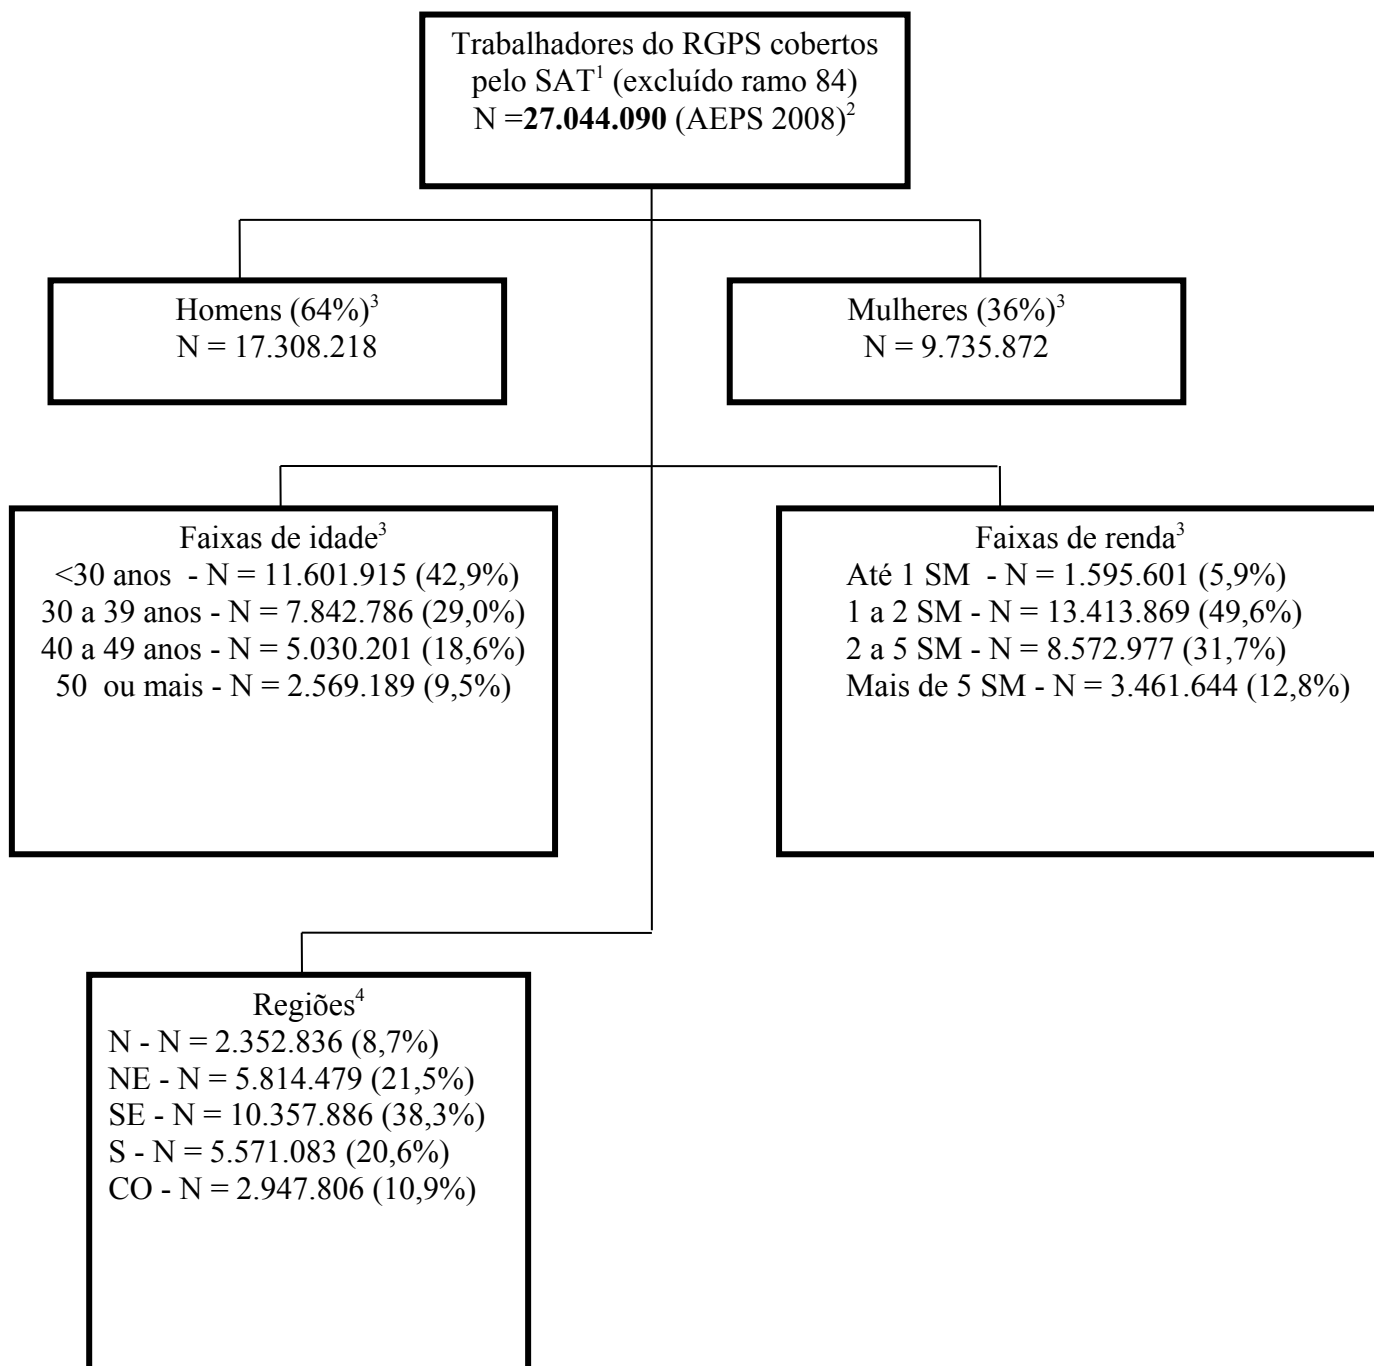 Trabalhadores do RGPS cobertos
pelo SAT¹ (excluído ramo 84)
N =27.044.090 (AEPS 2008)²
Homens (64%)³
N = 17.308.218
Mulheres (36%)³
N = 9.735.872
Faixas de idade³
<30 anos - N = 11.601.915 (42,9%)
30 a 39 anos - N = 7.842.786 (29,0%)
40 a 49 anos - N = 5.030.201 (18,6%)
50 ou mais - N = 2.569.189 (9,5%)
Faixas de renda³
Até 1 SM - N = 1.595.601 (5,9%)
1 a 2 SM - N = 13.413.869 (49,6%)
2 a 5 SM - N = 8.572.977 (31,7%)
Mais de 5 SM - N = 3.461.644 (12,8%)
Regiões⁴
N - N = 2.352.836 (8,7%)
NE - N = 5.814.479 (21,5%)
SE - N = 10.357.886 (38,3%)
S - N = 5.571.083 (20,6%)
CO - N = 2.947.806 (10,9%)